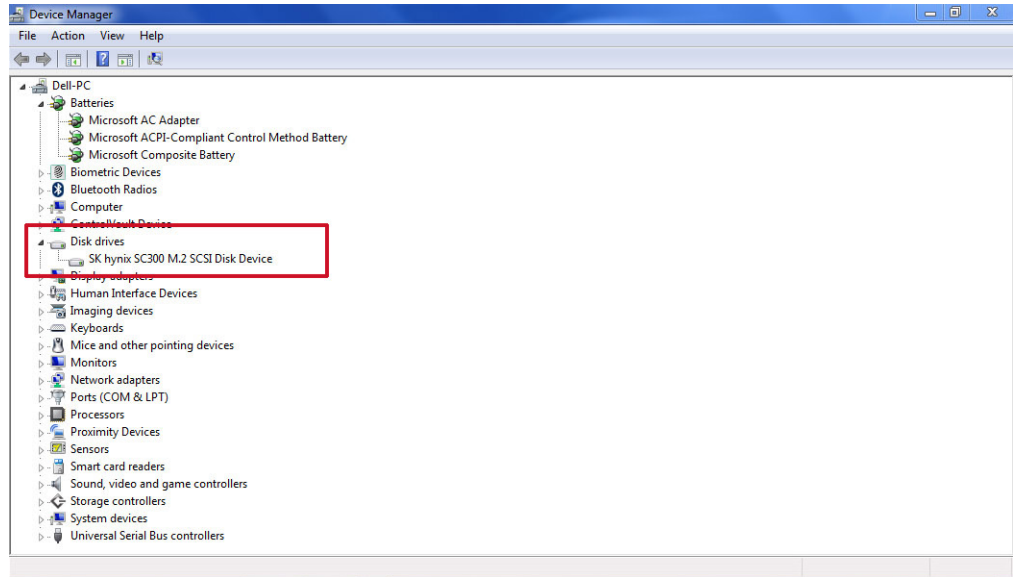 Device Manager
File Action View Help
Dell-PC
Batteries
Microsoft AC Adapter
Microsoft ACPI-Compliant Control Method Battery
Microsoft Composite Battery
Biometric Devices
Bluetooth Radios
Computer
ControlVault Device
Disk drives
SK hynix SC300 M.2 SCSI Disk Device
Display adapters
Human Interface Devices
Imaging devices
Keyboards
Mice and other pointing devices
Monitors
Network adapters
Ports (COM & LPT)
Processors
Proximity Devices
Sensors
Smart card readers
Sound, video and game controllers
Storage controllers
System devices
Universal Serial Bus controllers